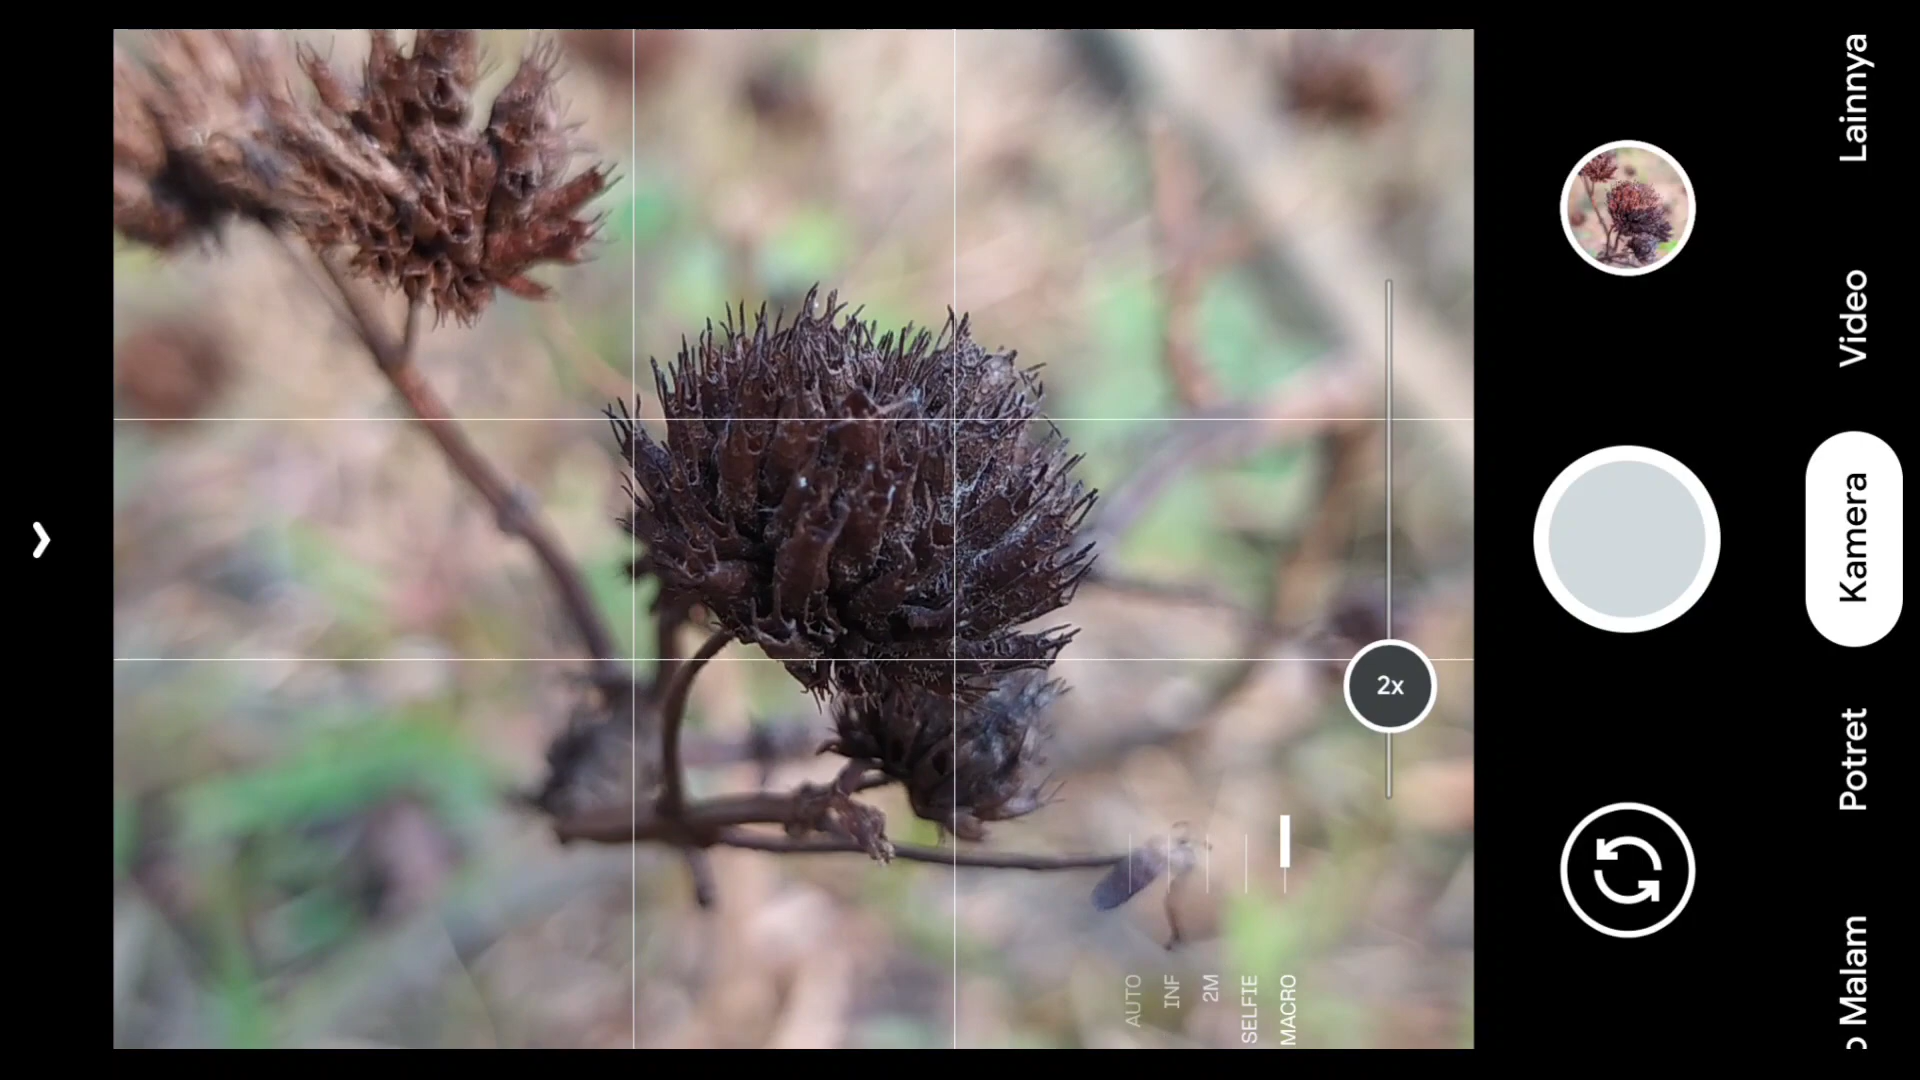 Lainnya
Video
Kamera
Potret
Malam
2x
AUTO
INF
2M
SELFIE
MACRO